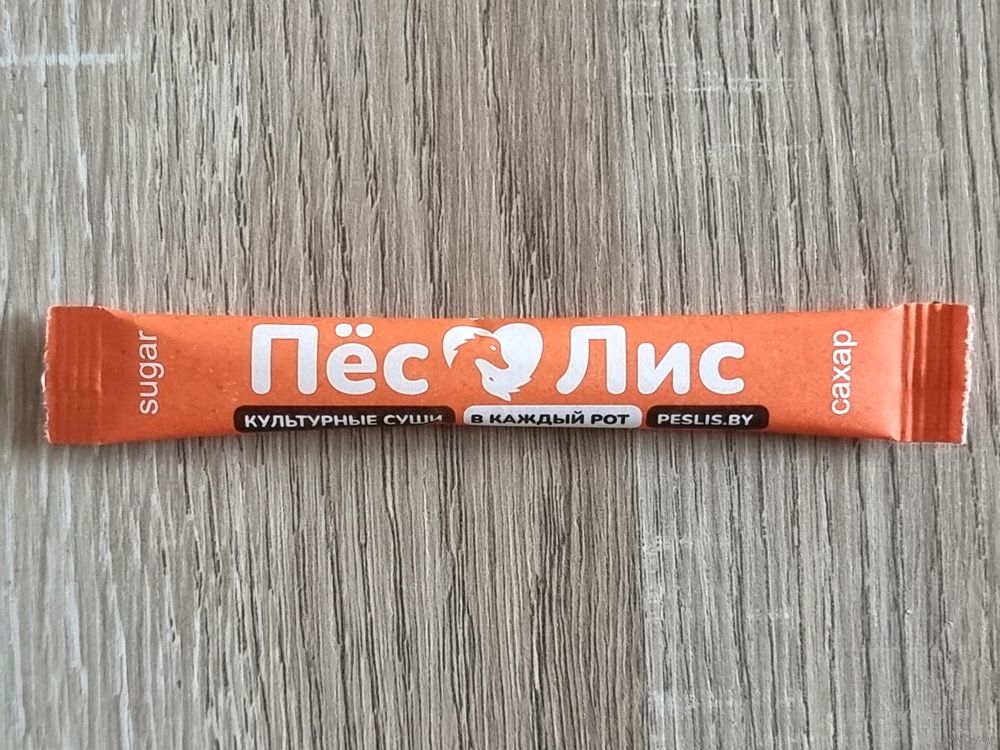 sugar
Пёс Лис
КУЛЬТУРНЫЕ СУШИ В КАЖДЫЙ РОТ PESLIS.BY
сахар